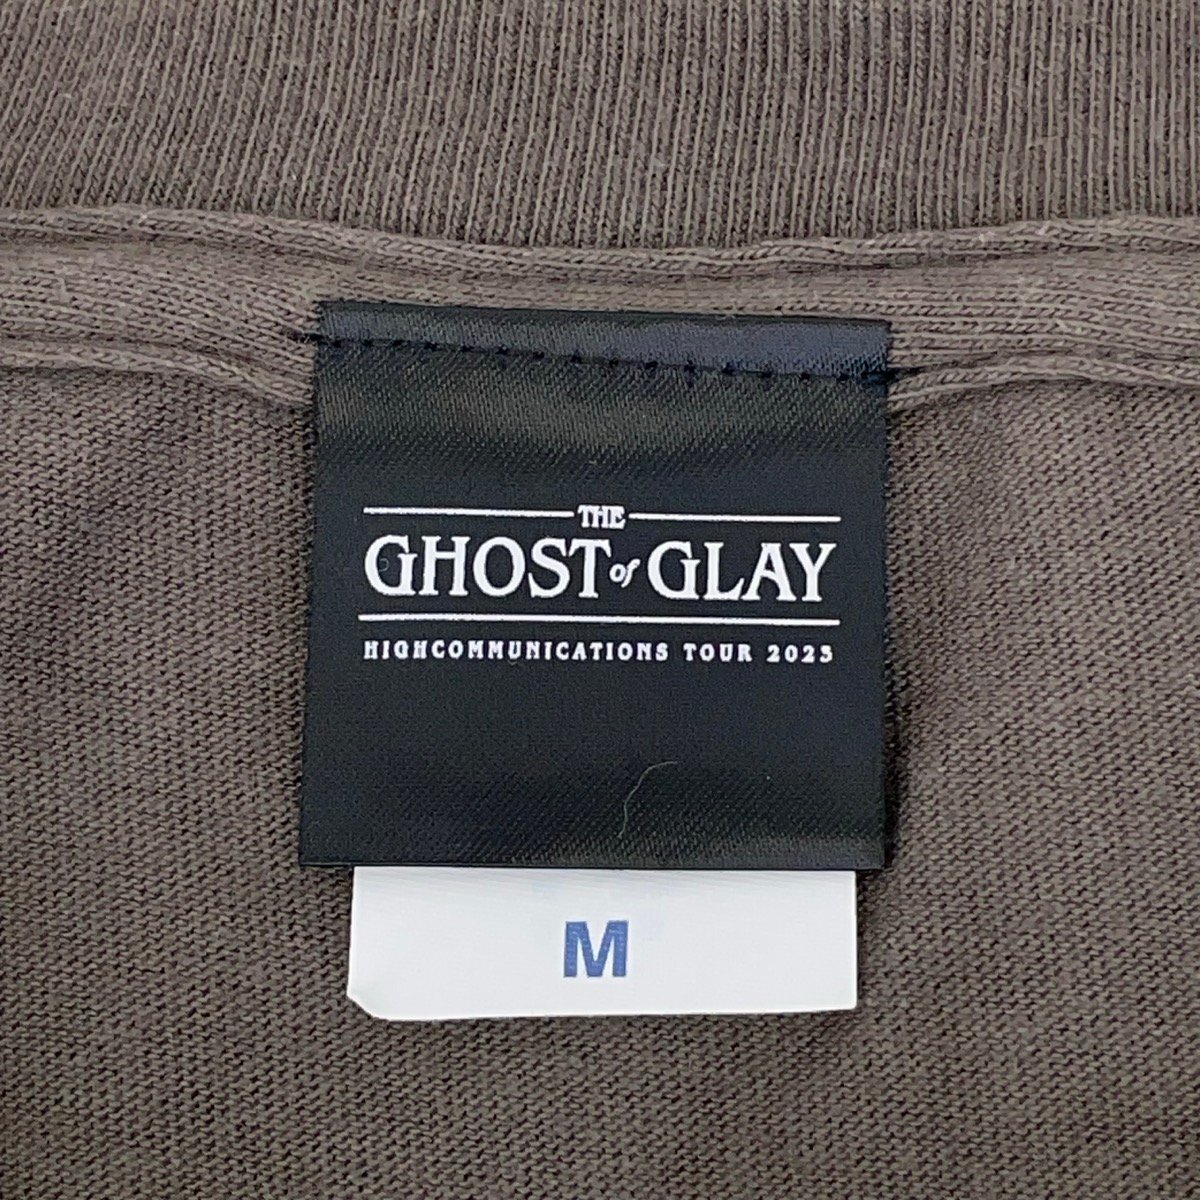 THE
GHOST of GLAY
HIGHCOMMUNICATIONS TOUR 2023
M